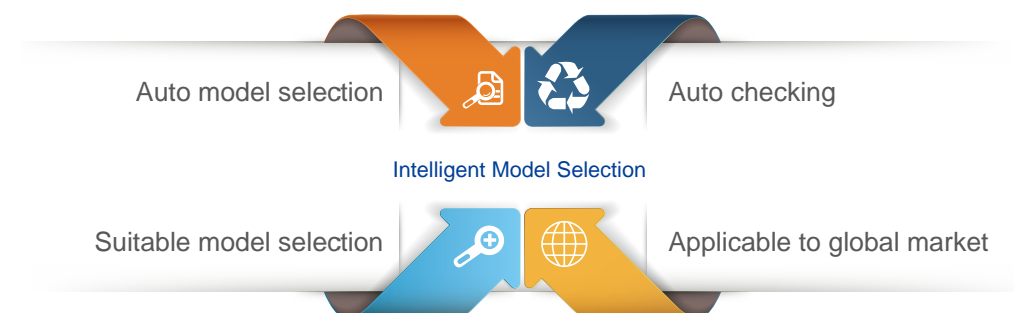 Auto model selection
Auto checking
Intelligent Model Selection
Suitable model selection
Applicable to global market